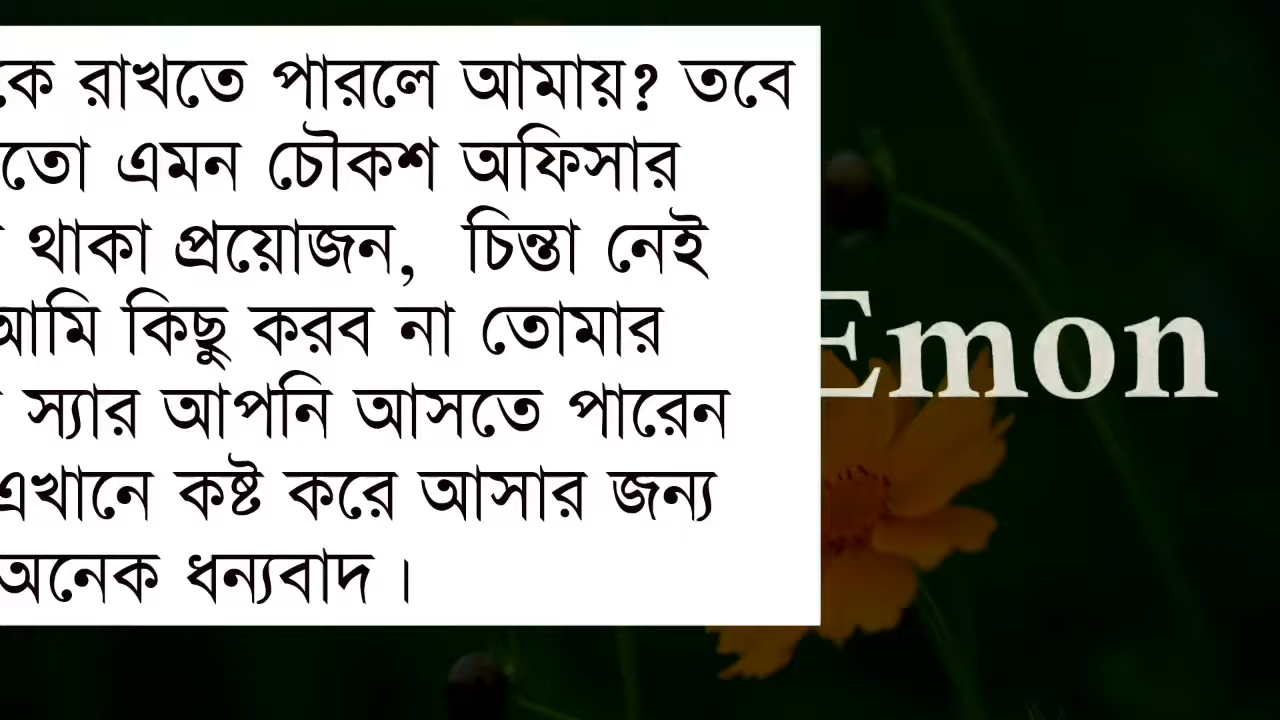 রাখতে পারলে আমায়? তবে
এমন চৌকশ অফিসার
থাকা প্রয়োজন, চিন্তা নেই
আমি কিছু করব না তোমার
স্যার আপনি আসতে পারেন
এখানে কষ্ট করে আসার জন্য
অনেক ধন্যবাদ।
Emon